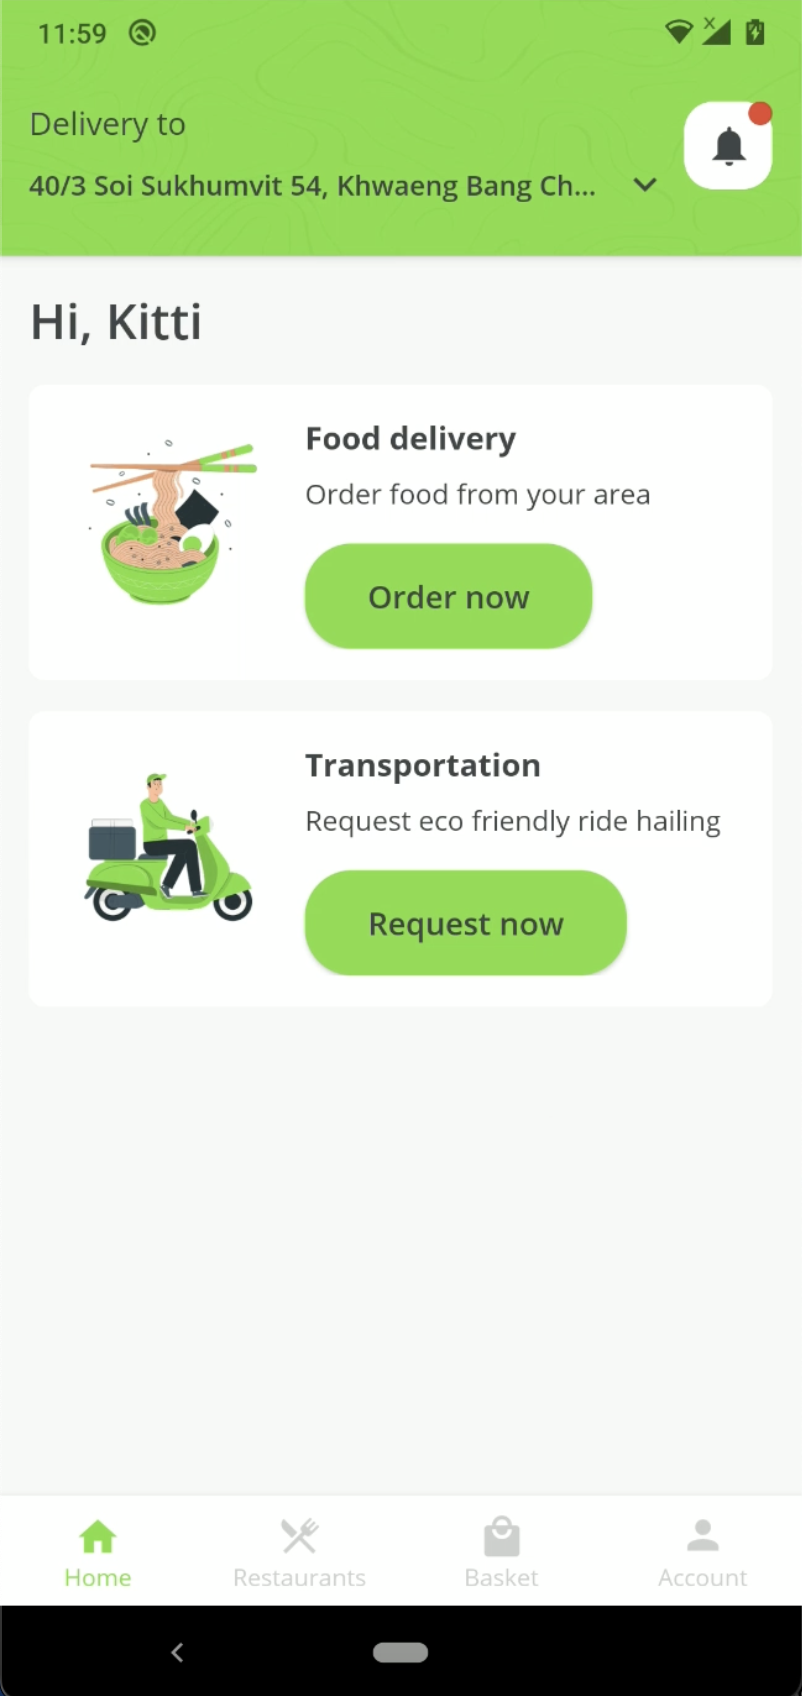 11:59
Delivery to
40/3 Soi Sukhumvit 54, Khwaeng Bang Ch...
Hi, Kitti
Food delivery
Order food from your area
Order now
Transportation
Request eco friendly ride hailing
Request now
Home
Restaurants
Basket
Account